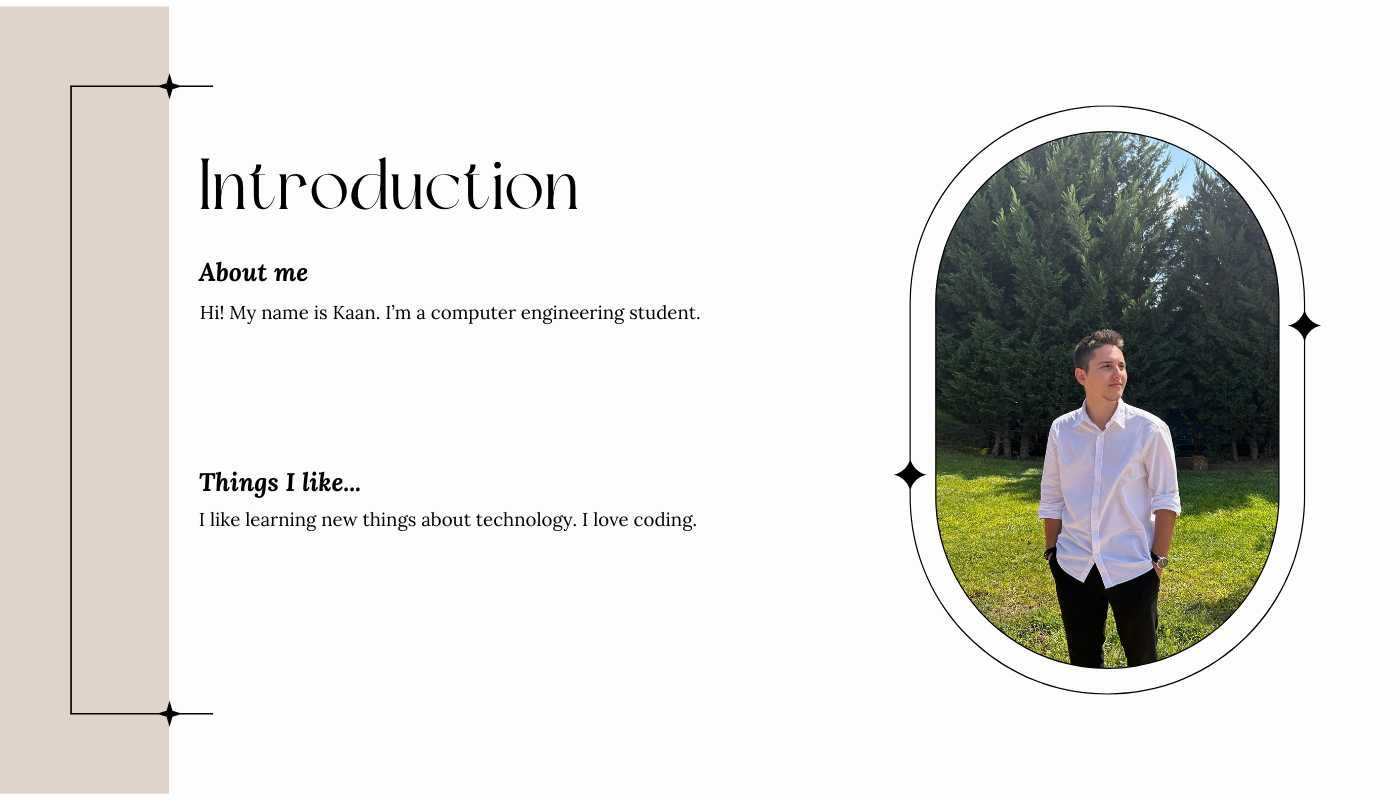 Introduction
About me
Hi! My name is Kaan. I’m a computer engineering student.
Things I like...
I like learning new things about technology. I love coding.